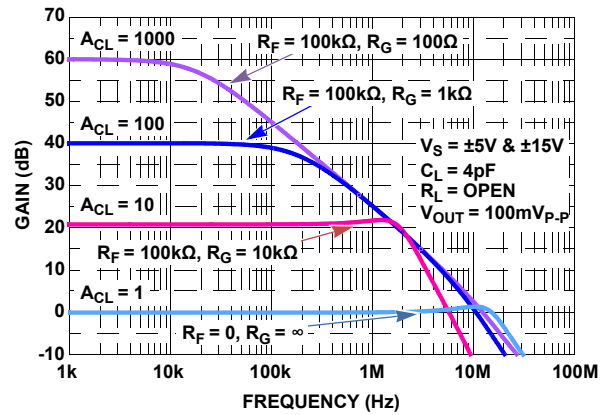 70
60
50
40
30
20
10
0
-10
GAIN (dB)
A_CL = 1000
R_F = 100kΩ, R_G = 100Ω
R_F = 100kΩ, R_G = 1kΩ
A_CL = 100
V_S = ±5V & ±15V
C_L = 4pF
R_L = OPEN
V_OUT = 100mV_P-P
A_CL = 10
R_F = 100kΩ, R_G = 10kΩ
A_CL = 1
R_F = 0, R_G = ∞
1k 10k 100k 1M 10M 100M
FREQUENCY (Hz)